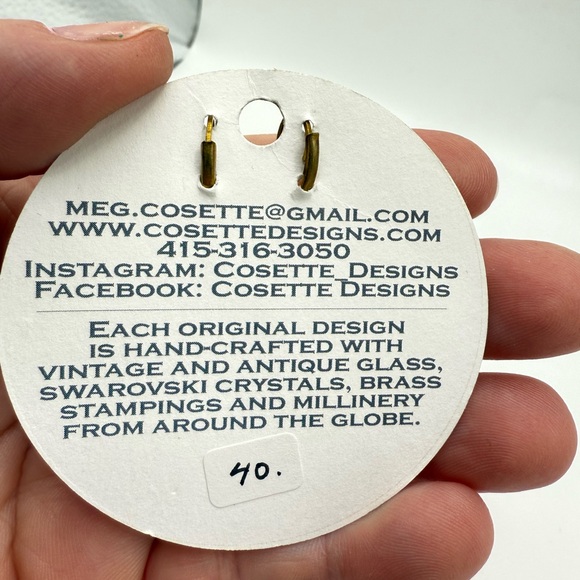 MEG.COSETTE@GMAIL.COM
WWW.COSETTEDESIGNS.COM
415-316-3050
INSTAGRAM: COSETTE_DESIGNS
FACEBOOK: COSETTE DESIGNS
EACH ORIGINAL DESIGN
IS HAND-CRAFTED WITH
VINTAGE AND ANTIQUE GLASS,
SWAROVSKI CRYSTALS, BRASS
STAMPINGS AND MILLINERY
FROM AROUND THE GLOBE.
40.